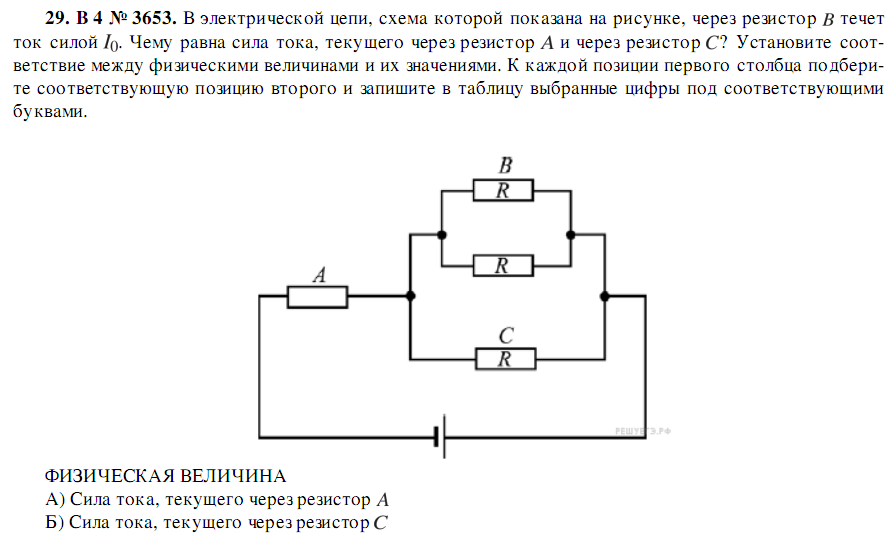 29. В 4 № 3653. В электрической цепи, схема которой показана на рисунке, через резистор B течет
ток силой I₀. Чему равна сила тока, текущего через резистор A и через резистор C? Установите соот-
ветствие между физическими величинами и их значениями. К каждой позиции первого столбца подбери-
те соответствующую позицию второго и запишите в таблицу выбранные цифры под соответствующими
буквами.
B
R
R
A
C
R
РЕШУЕГЭ.РФ
ФИЗИЧЕСКАЯ ВЕЛИЧИНА
А) Сила тока, текущего через резистор A
Б) Сила тока, текущего через резистор C